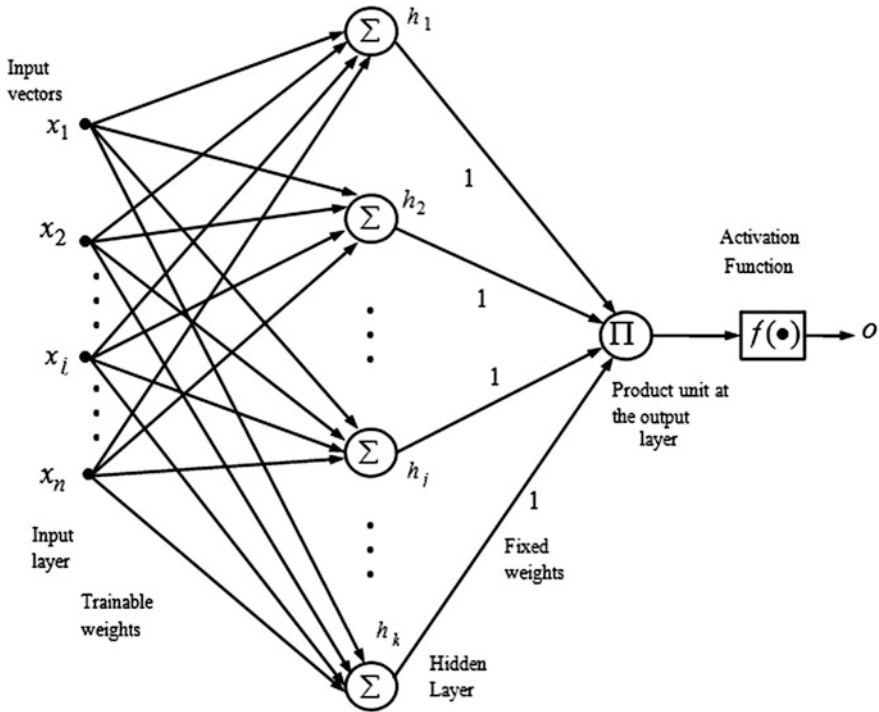 Σ
h1
Input
vectors
x1
1
Σ
h2
x2
Activation
Function
1
xi
Π
f(•)
o
1
Product unit at
the output
layer
Σ
hj
xn
1
Input
layer
Fixed
weights
Trainable
weights
hk
Σ
Hidden
Layer